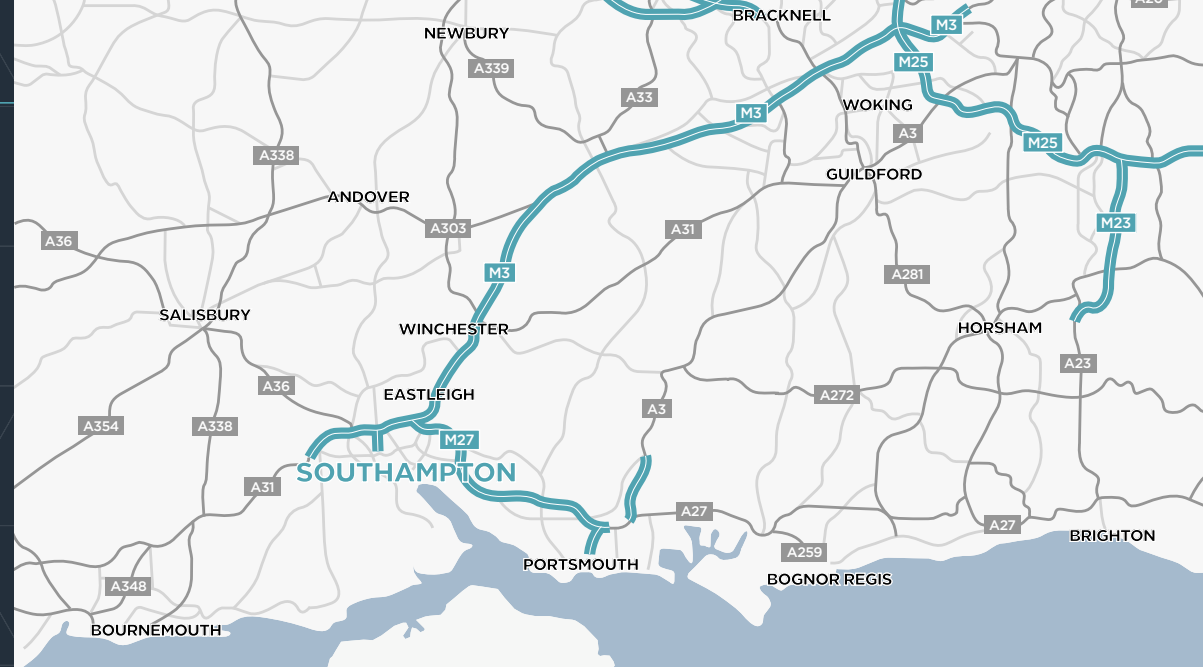 BRACKNELL
M3
NEWBURY
M25
A339
A33
WOKING
M3
A3
M25
A338
GUILDFORD
ANDOVER
M23
A303
A31
A36
M3
A281
SALISBURY
WINCHESTER
HORSHAM
A23
A36
EASTLEIGH
A272
A3
A354
A338
M27
SOUTHAMPTON
A31
A27
A27
BRIGHTON
A259
PORTSMOUTH
BOGNOR REGIS
A348
BOURNEMOUTH